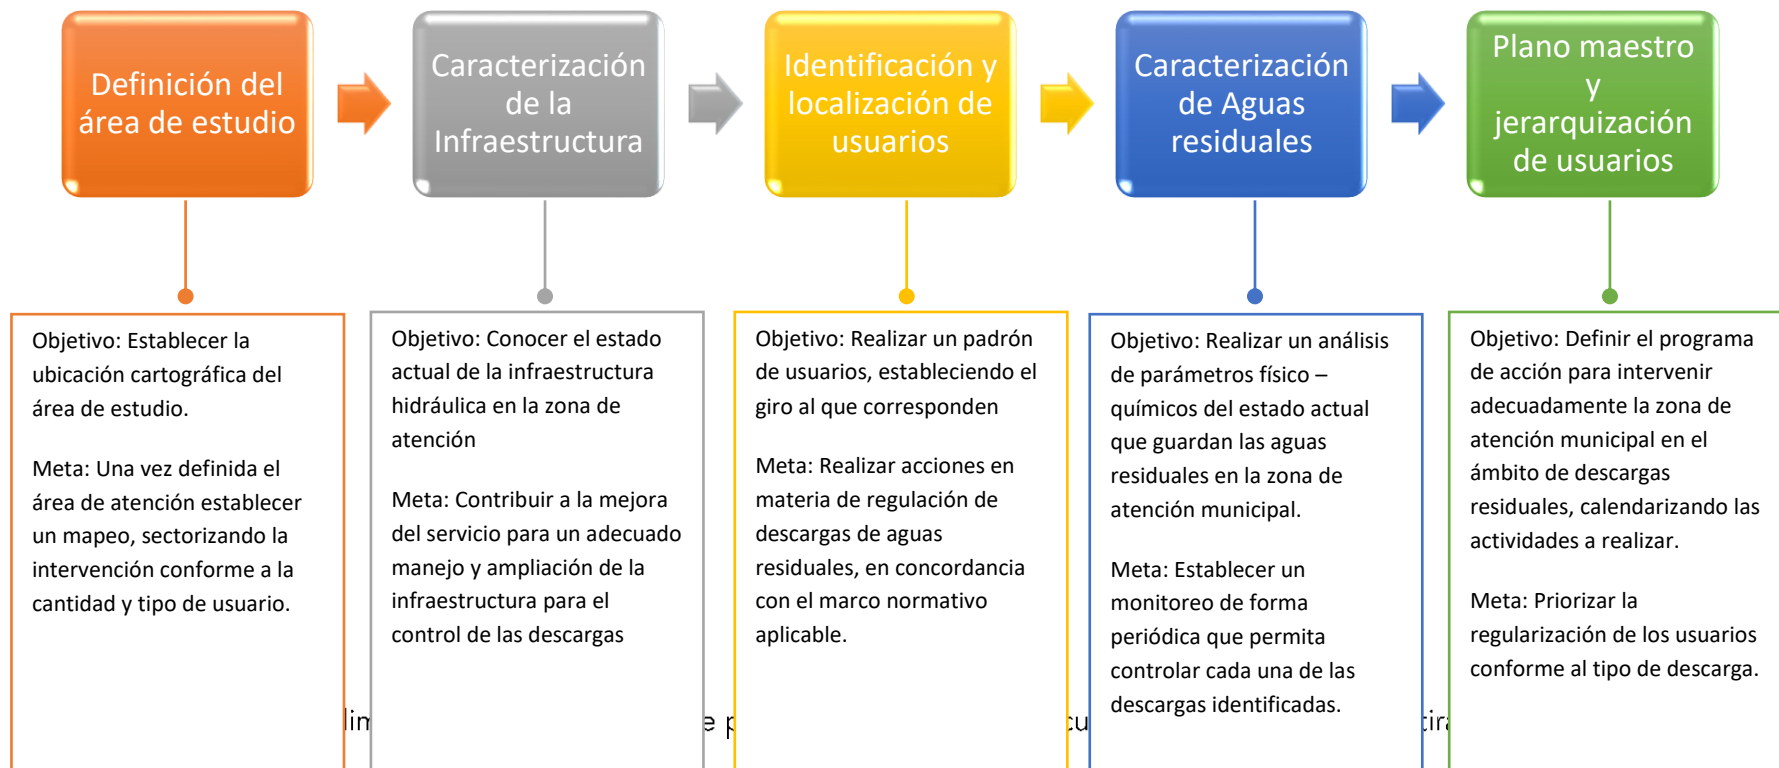 Definición del
área de estudio
Caracterización
de la
Infraestructura
Identificación y
localización de
usuarios
Caracterización
de Aguas
residuales
Plano maestro
y
jerarquización
de usuarios
Objetivo: Establecer la
ubicación cartográfica del
área de estudio.
Meta: Una vez definida el
área de atención establecer
un mapeo, sectorizando la
intervención conforme a la
cantidad y tipo de usuario.
Objetivo: Conocer el estado
actual de la infraestructura
hidráulica en la zona de
atención
Meta: Contribuir a la mejora
del servicio para un adecuado
manejo y ampliación de la
infraestructura para el
control de las descargas
Objetivo: Realizar un padrón
de usuarios, estableciendo el
giro al que corresponden
Meta: Realizar acciones en
materia de regulación de
descargas de aguas
residuales, en concordancia
con el marco normativo
aplicable.
Objetivo: Realizar un análisis
de parámetros físico –
químicos del estado actual
que guardan las aguas
residuales en la zona de
atención municipal.
Meta: Establecer un
monitoreo de forma
periódica que permita
controlar cada una de las
descargas identificadas.
Objetivo: Definir el programa
de acción para intervenir
adecuadamente la zona de
atención municipal en el
ámbito de descargas
residuales, calendarizando las
actividades a realizar.
Meta: Priorizar la
regularización de los usuarios
conforme al tipo de descarga.